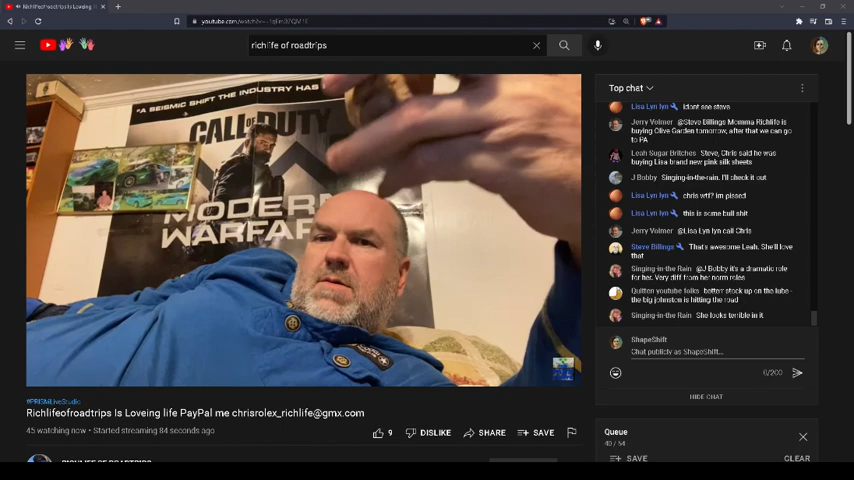 RichlifeofroadtripsIs Loveing l
richlife of roadtrips
"A SEISMIC SHIFT THE INDUSTRY HAS
CALL OF DUTY
MODERN
WARFARE
Top chat
Lisa Lyn lyn idont see steve
Jerry Volmer @Steve Billings Momma Richlife is
buying Olive Garden tomorrow, after that we can go
to PA
Leah Sugar Britches Steve, Chris said he was
buying Lisa brand new pink silk sheets
J Bobby Singing-in-the-rain. I'll check it out
Lisa Lyn lyn chris wtf? im pissed
Lisa Lyn lyn this is some bull shit
Jerry Volmer @Lisa Lyn lyn call Chris
Steve Billings That's awesome Leah. She'll love
that
Singing-in-the Rain @J Bobby it's a dramatic role
for her. Very diff from her norm roles
Quitton youtube folks bettorr stock up on the lube -
the big johnston is hitting the road
Singing-in-the Rain She looks terrible in it
ShapeShift
Chat publicly as ShapeShift...
0/200
HIDE CHAT
#PRISMLiveStudio
Richlifeofroadtrips Is Loveing life PayPal me chrisrolex_richlife@gmx.com
45 watching now • Started streaming 84 seconds ago
9 DISLIKE SHARE SAVE
Queue
SAVE CLEAR
RICHLIFE OF ROADTRIPS